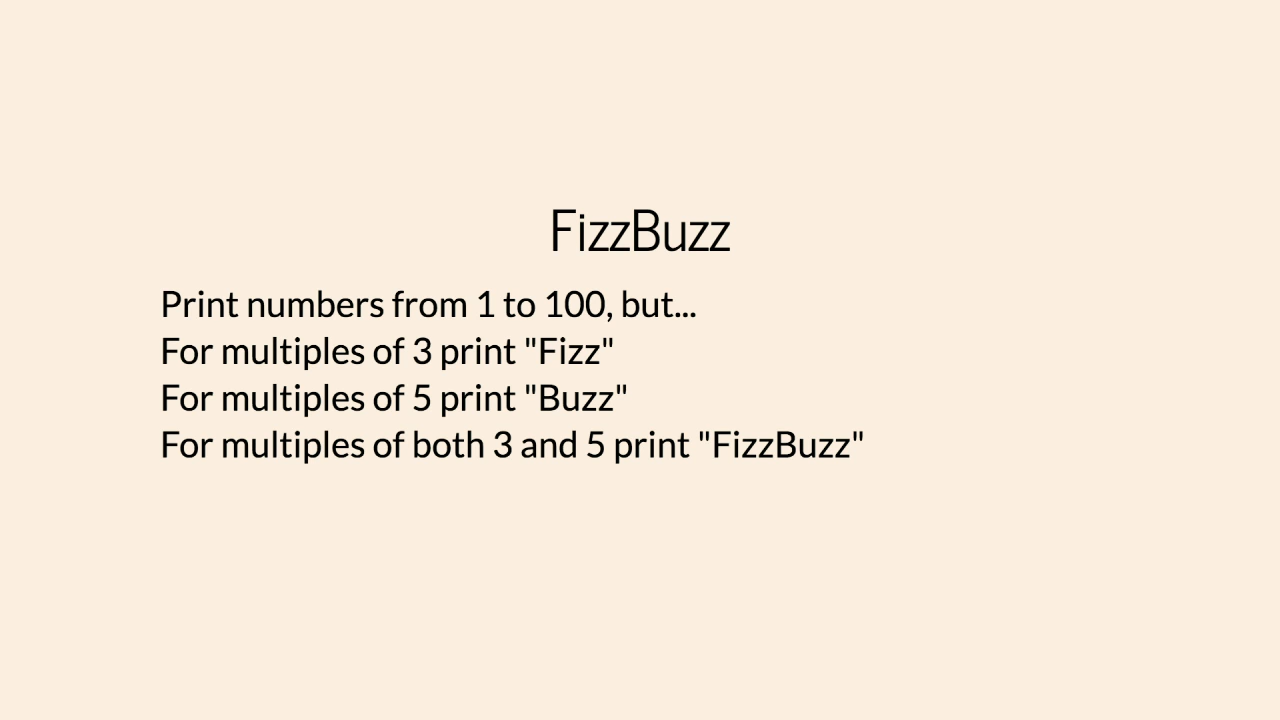 FizzBuzz
Print numbers from 1 to 100, but...
For multiples of 3 print "Fizz"
For multiples of 5 print "Buzz"
For multiples of both 3 and 5 print "FizzBuzz"